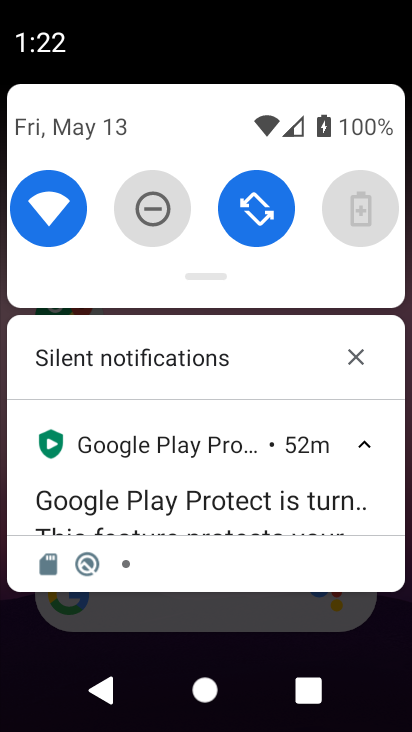 1:22
Fri, May 13
100%
Silent notifications
Google Play Pro… • 52m
Google Play Protect is turn..
This feature protects your